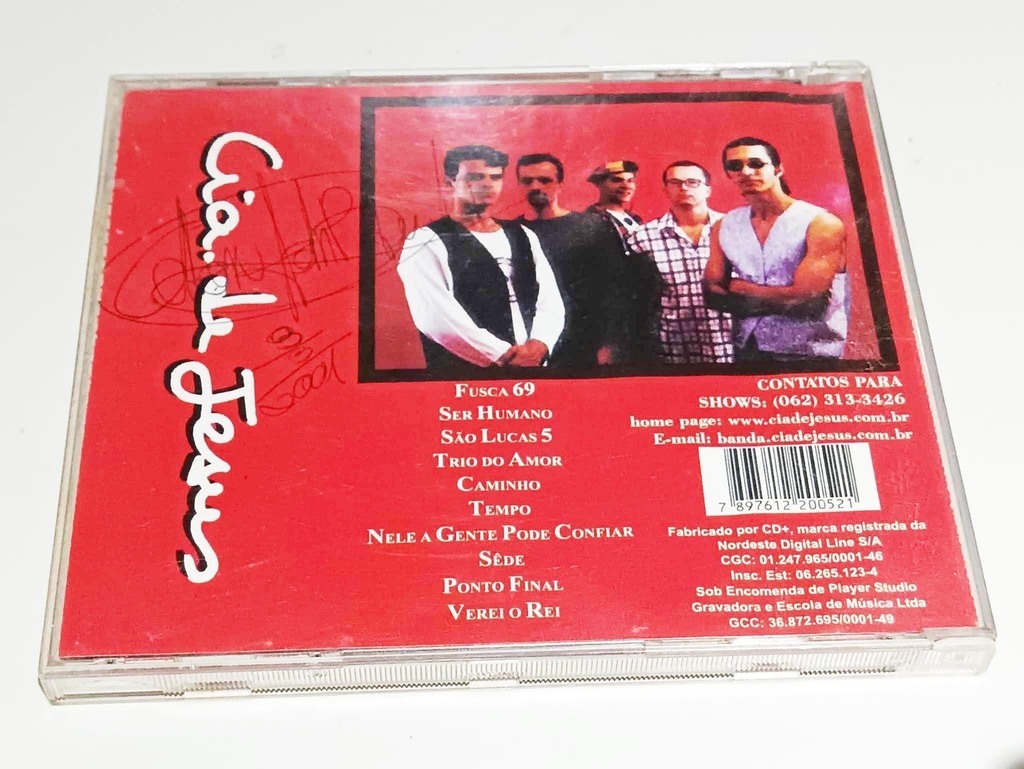 Cia. de Jesus
FUSCA 69
SER HUMANO
SÃO LUCAS 5
TRIO DO AMOR
CAMINHO
TEMPO
NELE A GENTE PODE CONFIAR
SÊDE
PONTO FINAL
VEREI O REI
CONTATOS PARA
SHOWS: (062) 313-3426
home page: www.ciadejesus.com.br
E-mail: banda.ciadejesus.com.br
7 897612 200521
Fabricado por CD+, marca registrada da
Nordeste Digital Line S/A
CGC: 01.247.965/0001-46
Insc. Est: 06.265.123-4
Sob Encomenda de Player Studio
Gravadora e Escola de Música Ltda
GCC: 36.872.695/0001-49